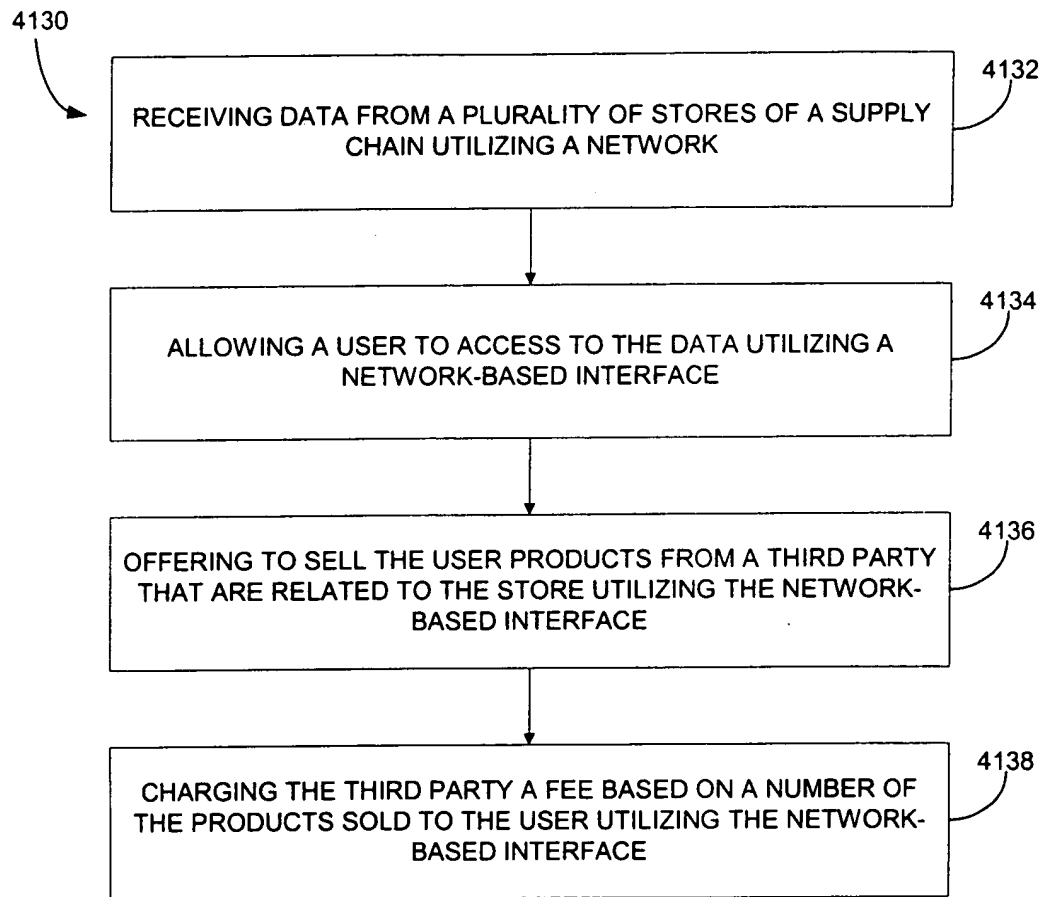 4130
4132
RECEIVING DATA FROM A PLURALITY OF STORES OF A SUPPLY
CHAIN UTILIZING A NETWORK
4134
ALLOWING A USER TO ACCESS TO THE DATA UTILIZING A
NETWORK-BASED INTERFACE
4136
OFFERING TO SELL THE USER PRODUCTS FROM A THIRD PARTY
THAT ARE RELATED TO THE STORE UTILIZING THE NETWORK-
BASED INTERFACE
4138
CHARGING THE THIRD PARTY A FEE BASED ON A NUMBER OF
THE PRODUCTS SOLD TO THE USER UTILIZING THE NETWORK-
BASED INTERFACE